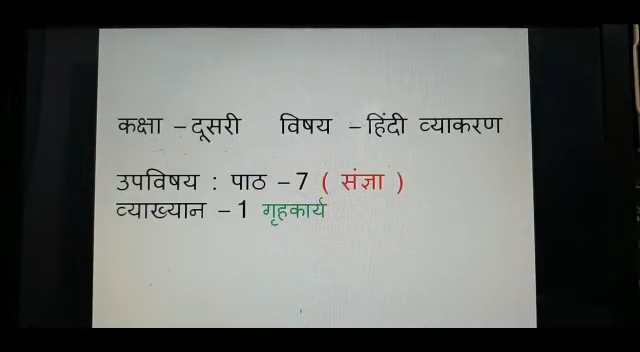 कक्षा – दूसरी विषय – हिंदी व्याकरण
उपविषय : पाठ – 7 ( संज्ञा )
व्याख्यान – 1 गृहकार्य